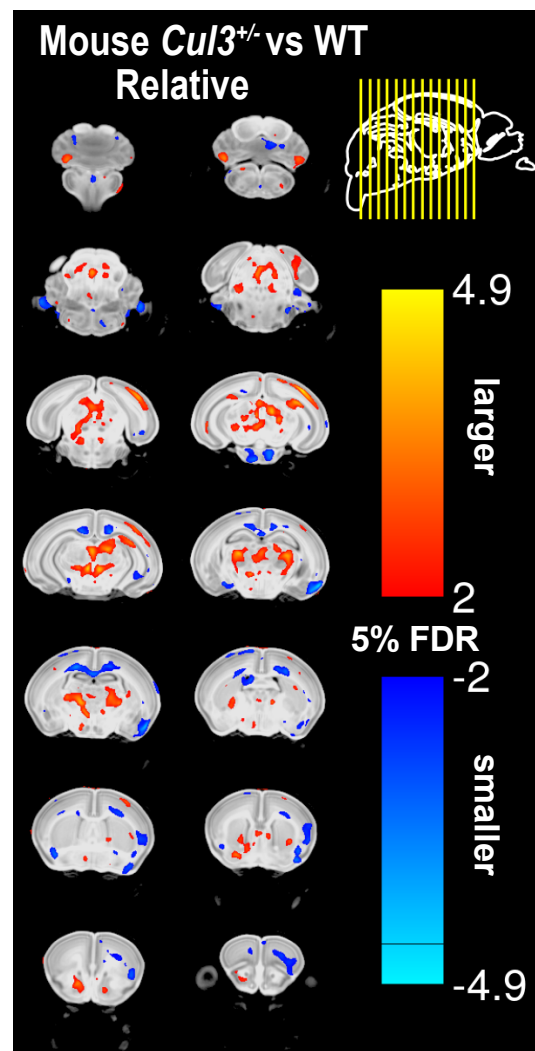 Mouse Cul3+/- vs WT
Relative
4.9
larger
2
5% FDR
-2
smaller
-4.9